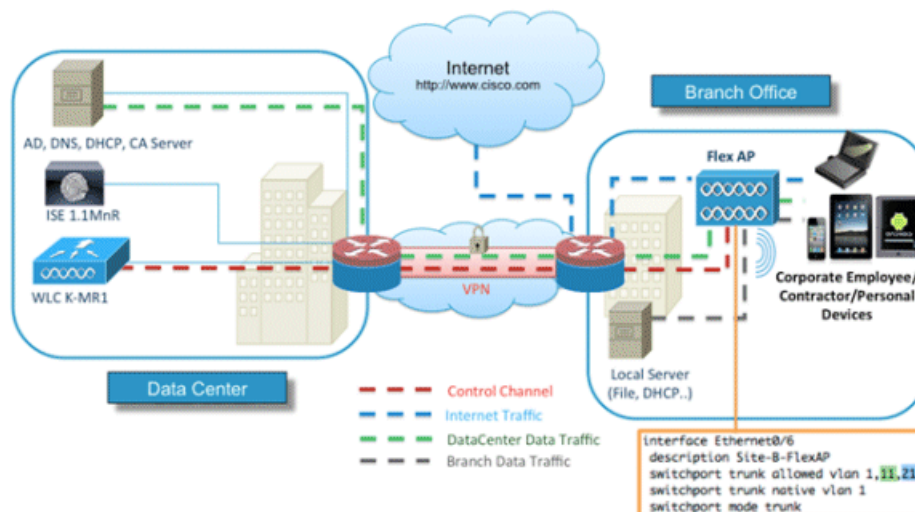 Internet
http://www.cisco.com
Branch Office
AD, DNS, DHCP, CA Server
Flex AP
ISE 1.1MnR
WLC K-MR1
VPN
Corporate Employee/
Contractor/Personal
Devices
Local Server
(File, DHCP..)
Data Center
Control Channel
Internet Traffic
DataCenter Data Traffic
Branch Data Traffic
interface Ethernet0/6
description Site-B-FlexAP
switchport trunk allowed vlan 1,11,21
switchport trunk native vlan 1
switchport mode trunk